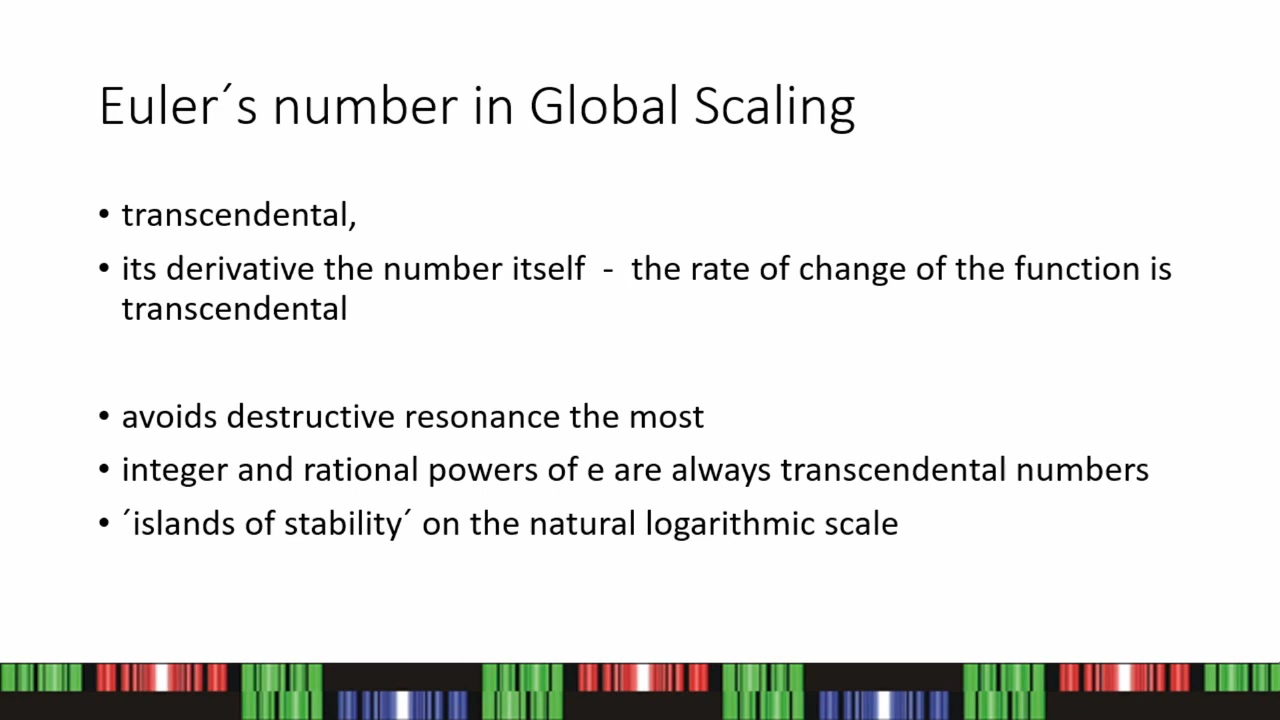 Euler´s number in Global Scaling
• transcendental,
• its derivative the number itself  -  the rate of change of the function is
transcendental
• avoids destructive resonance the most
• integer and rational powers of e are always transcendental numbers
• ´islands of stability´ on the natural logarithmic scale